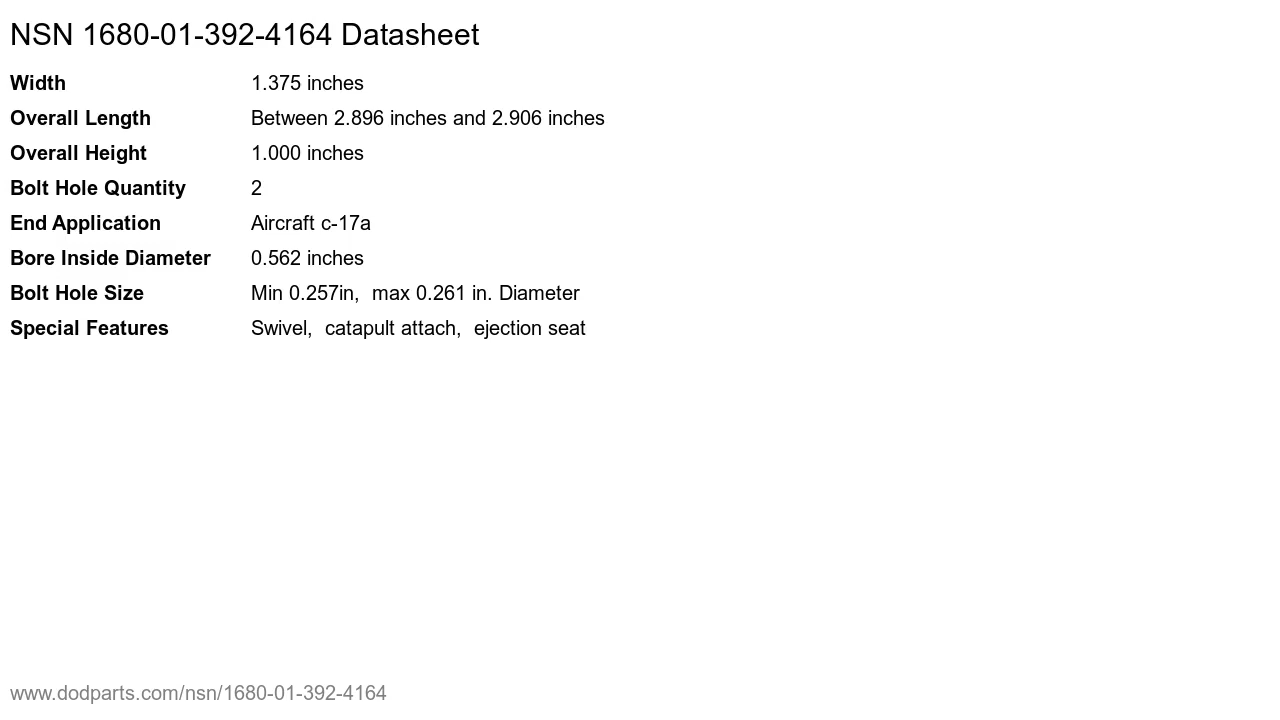 NSN 1680-01-392-4164 Datasheet
Width 1.375 inches
Overall Length Between 2.896 inches and 2.906 inches
Overall Height 1.000 inches
Bolt Hole Quantity 2
End Application Aircraft c-17a
Bore Inside Diameter 0.562 inches
Bolt Hole Size Min 0.257in,  max 0.261 in. Diameter
Special Features Swivel,  catapult attach,  ejection seat
www.dodparts.com/nsn/1680-01-392-4164